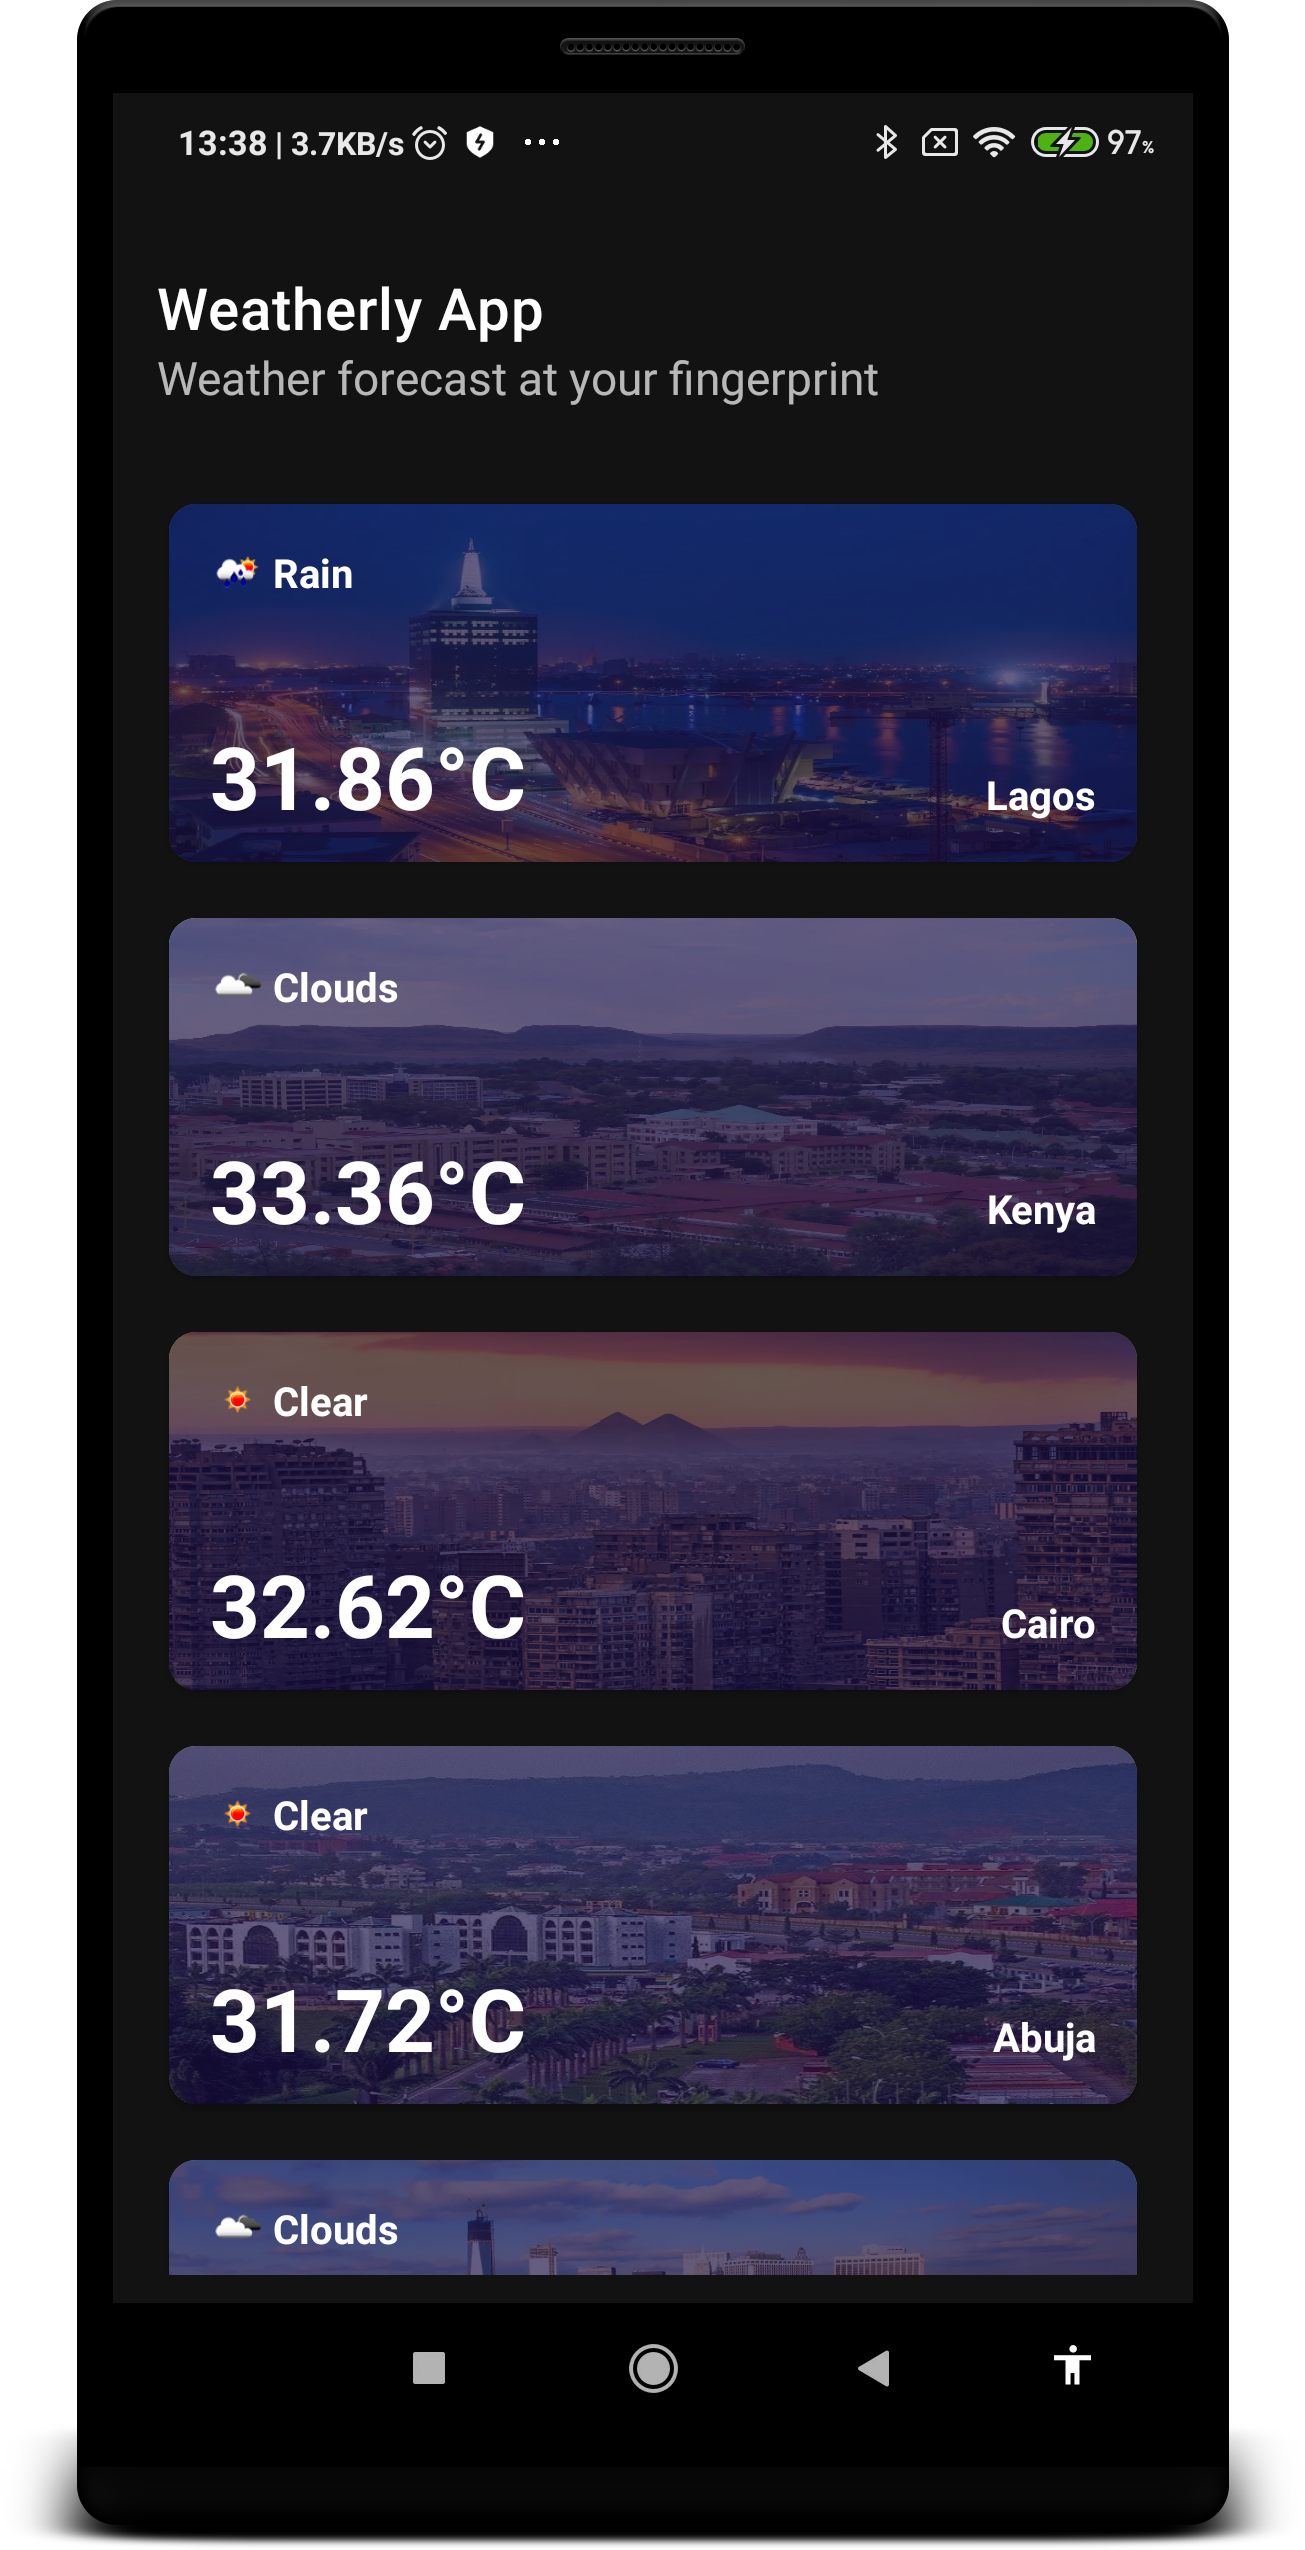 13:38 | 3.7KB/s 97%
Weatherly App
Weather forecast at your fingerprint
Rain
31.86°C
Lagos
Clouds
33.36°C
Kenya
Clear
32.62°C
Cairo
Clear
31.72°C
Abuja
Clouds